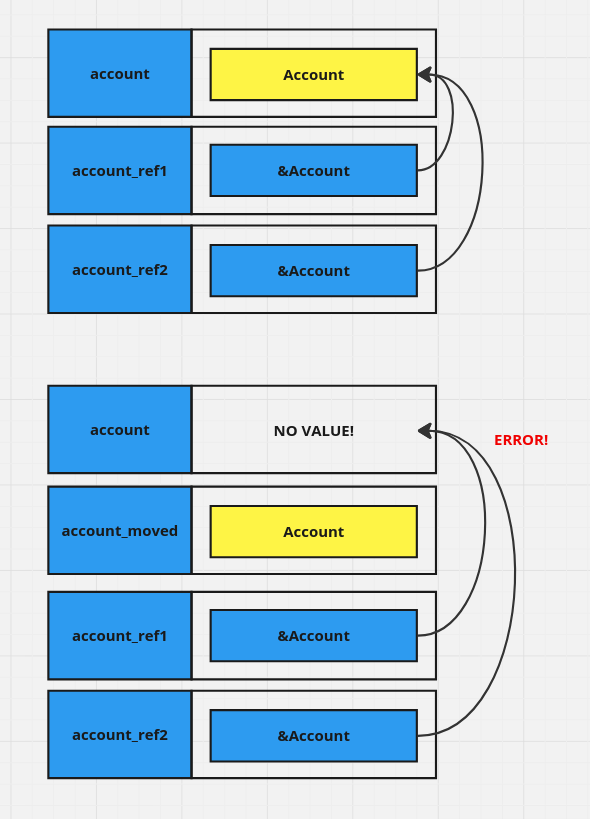 account
Account
account_ref1
&Account
account_ref2
&Account
account
NO VALUE!
ERROR!
account_moved
Account
account_ref1
&Account
account_ref2
&Account